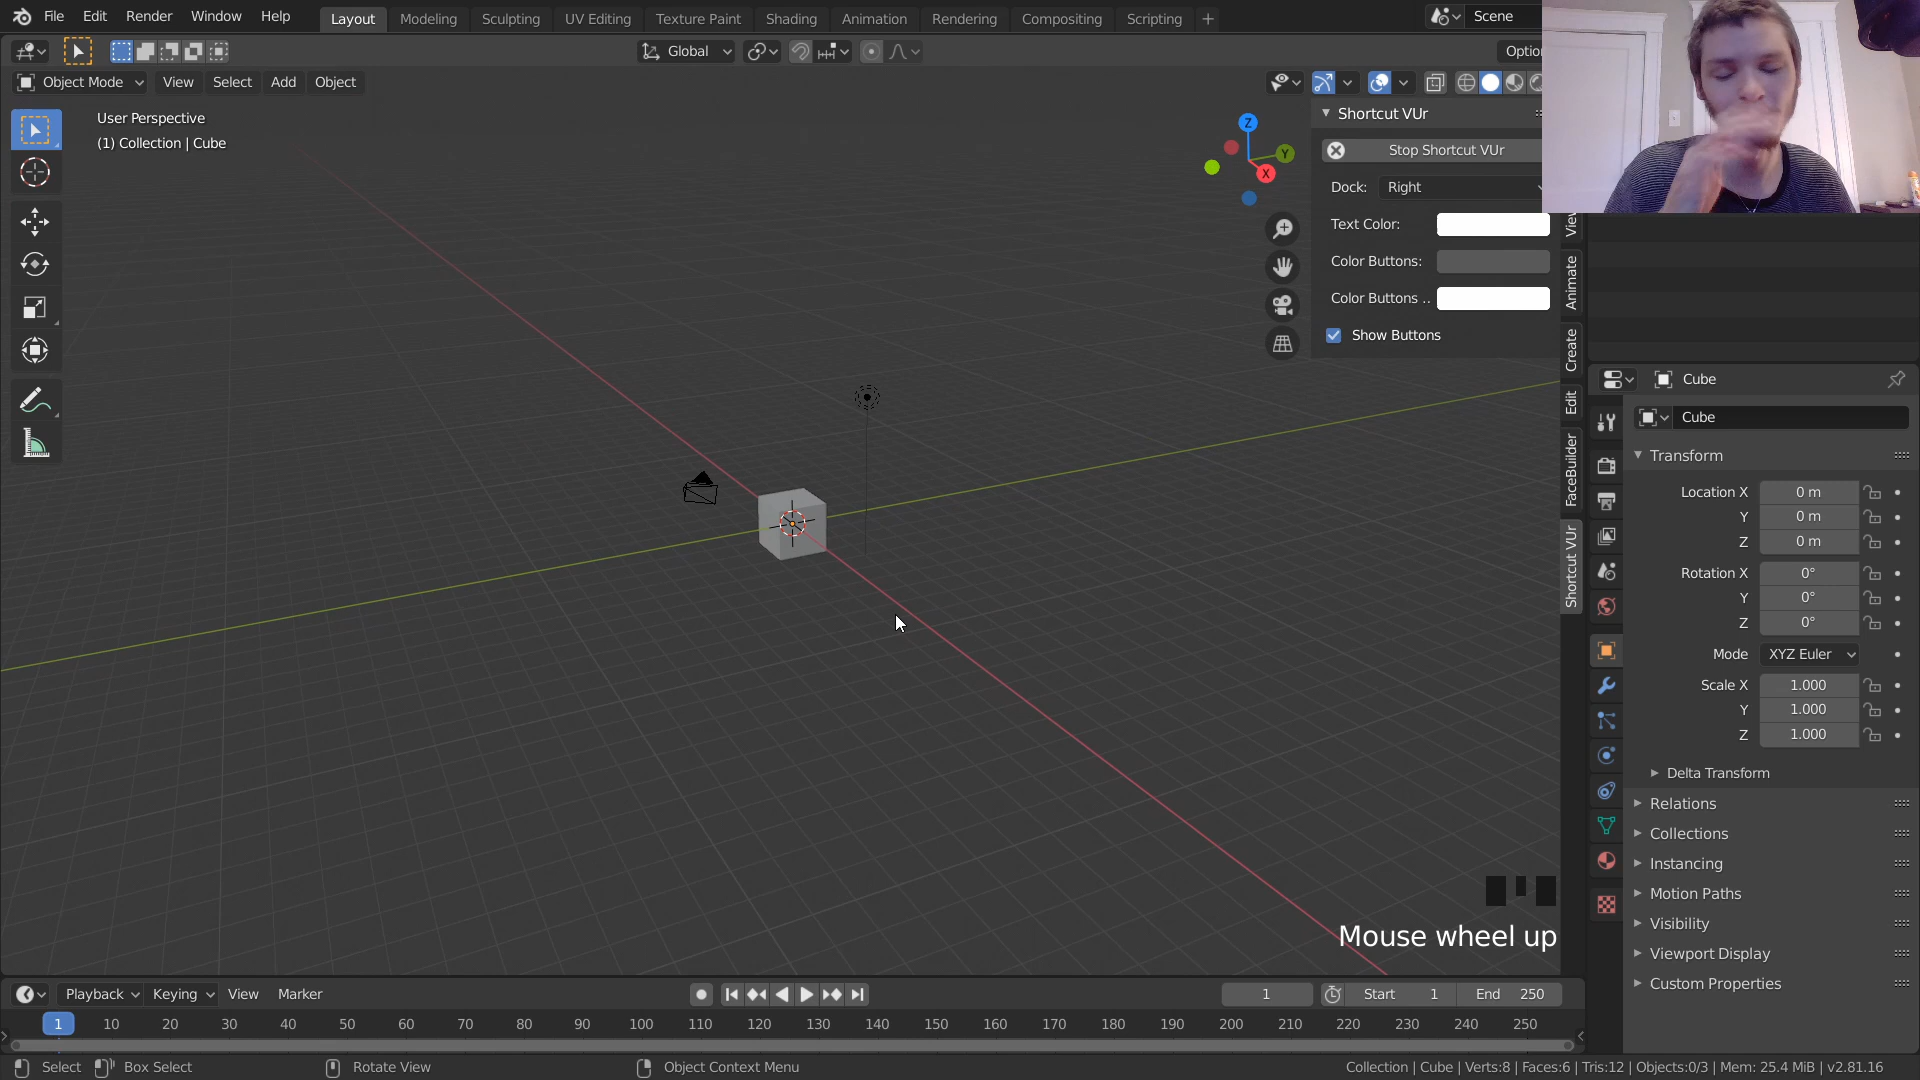 File Edit Render Window Help Layout Modeling Sculpting UV Editing Texture Paint Shading Animation Rendering Compositing Scripting + Scene
Global
Object Mode View Select Add Object
User Perspective
(1) Collection | Cube
Z
Y
X
Shortcut VUr
Stop Shortcut VUr
Dock: Right
Text Color:
Color Buttons:
Color Buttons ..
Show Buttons
Animate
Create
Edit
FaceBuilder
Shortcut VUr
Cube
Cube
Transform
Location X 0 m
Y 0 m
Z 0 m
Rotation X 0°
Y 0°
Z 0°
Mode XYZ Euler
Scale X 1.000
Y 1.000
Z 1.000
Delta Transform
Relations
Collections
Instancing
Motion Paths
Visibility
Viewport Display
Custom Properties
Mouse wheel up
Playback Keying View Marker 1 Start 1 End 250
1 10 20 30 40 50 60 70 80 90 100 110 120 130 140 150 160 170 180 190 200 210 220 230 240 250
Select Box Select Rotate View Object Context Menu Collection | Cube | Verts:8 | Faces:6 | Tris:12 | Objects:0/3 | Mem: 25.4 MiB | v2.81.16